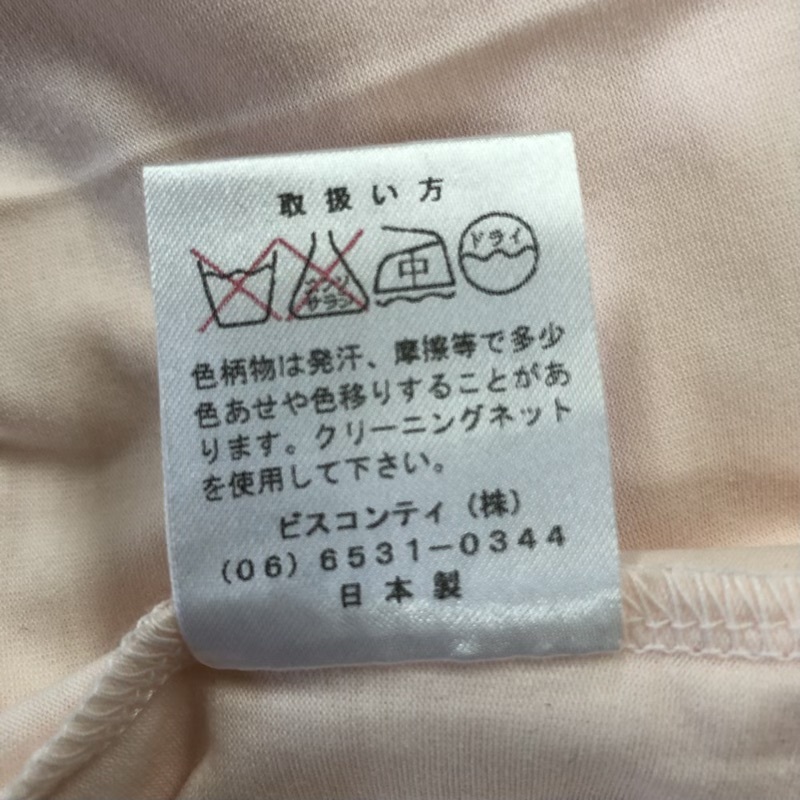 取扱い方
エンソ
サラシ
中
ドライ
色柄物は発汗、摩擦等で多少
色あせや色移りすることがあ
ります。クリーニングネット
を使用して下さい。
ビスコンティ（株）
（06）6531−0344
日本製